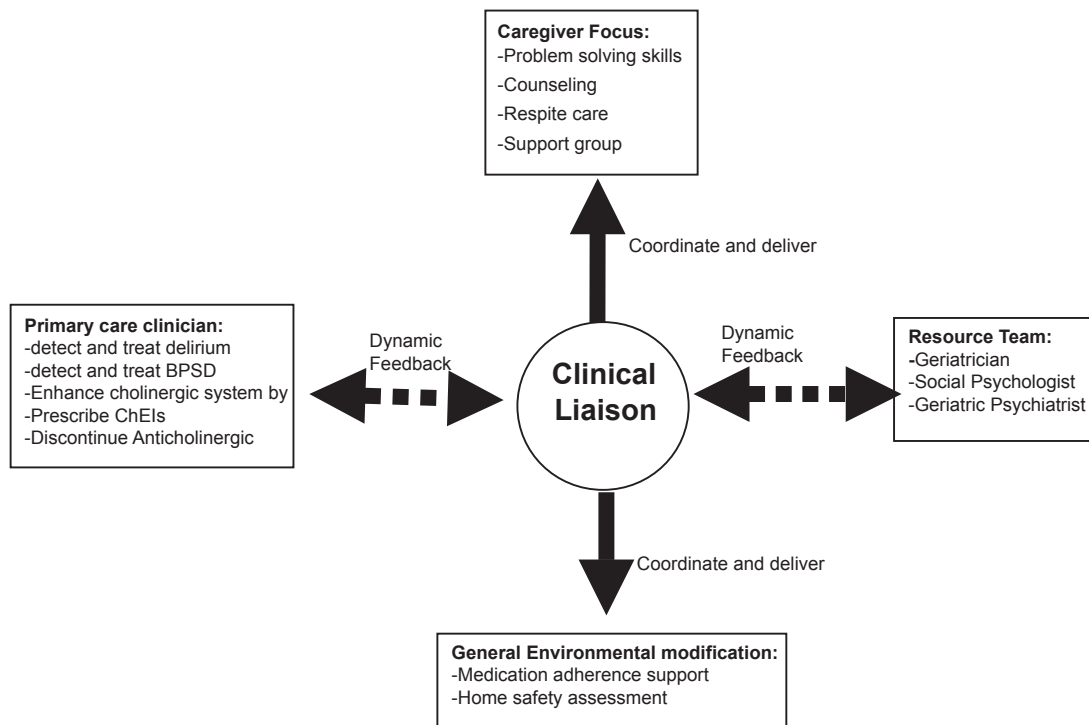 Caregiver Focus:
-Problem solving skills
-Counseling
-Respite care
-Support group
Coordinate and deliver
Primary care clinician:
-detect and treat delirium
-detect and treat BPSD
-Enhance cholinergic system by
-Prescribe ChEIs
-Discontinue Anticholinergic
Dynamic
Feedback
Clinical
Liaison
Dynamic
Feedback
Resource Team:
-Geriatrician
-Social Psychologist
-Geriatric Psychiatrist
Coordinate and deliver
General Environmental modification:
-Medication adherence support
-Home safety assessment